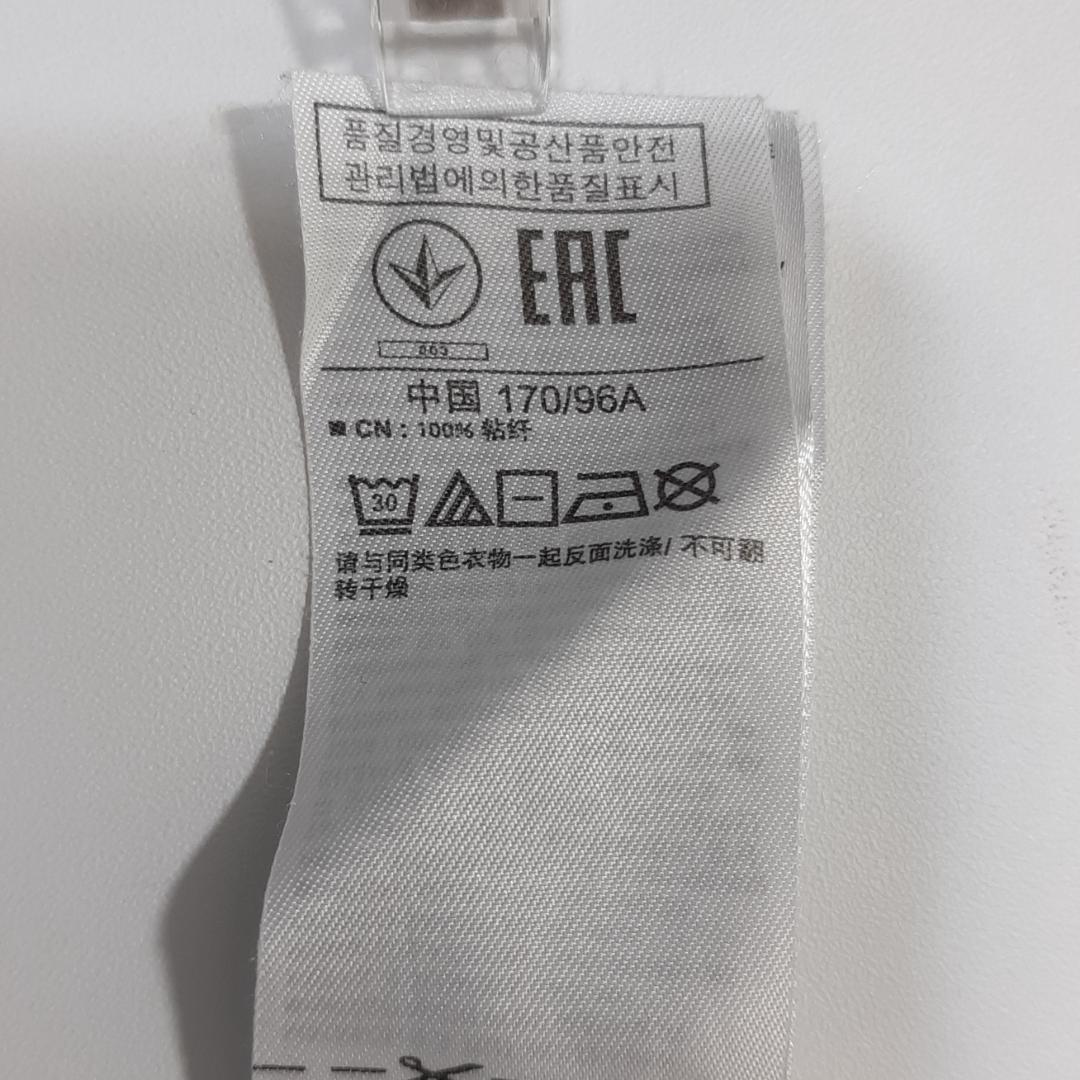 품질경영및공산품안전
관리법에의한품질표시
EAC
003
中国 170/96A
CN : 100% 粘纤
30
请与同类色衣物一起反面洗涤/ 不可翻
转干燥